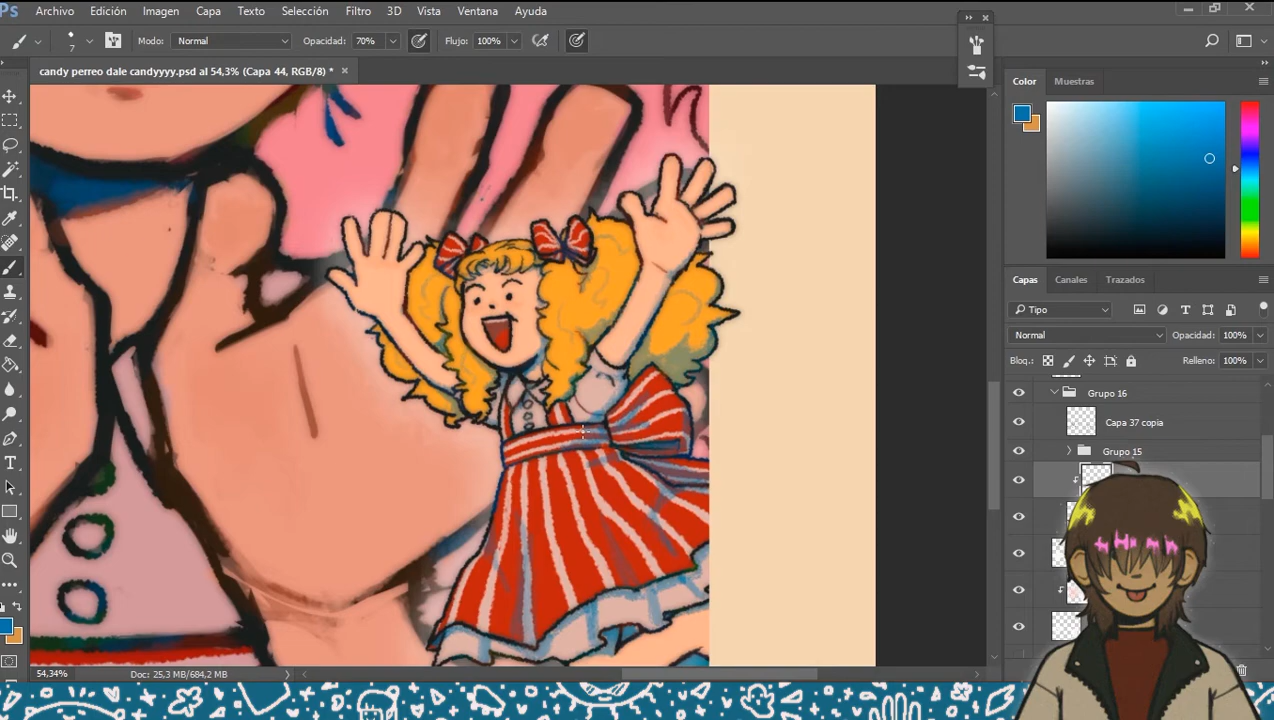 Ps Archivo Edición Imagen Capa Texto Selección Filtro 3D Vista Ventana Ayuda
7 Modo: Normal Opacidad: 70% Flujo: 100%
candy perreo dale candyyyy.psd al 54,3% (Capa 44, RGB/8) *
Color Muestras
Capas Canales Trazados
Tipo
Normal Opacidad: 100%
Bloq.: Relleno: 100%
Grupo 16
Capa 37 copia
Grupo 15
54,34% Doc: 25,3 MB/684,2 MB